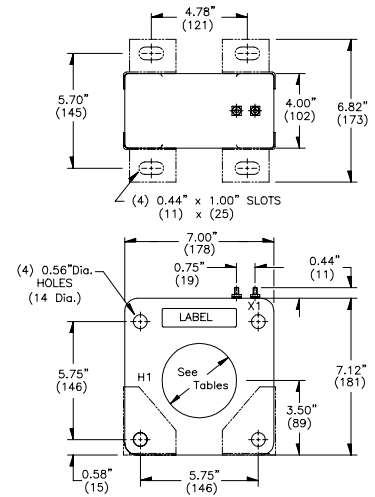 4.78"
(121)
5.70"
(145)
4.00"
(102)
6.82"
(173)
(4) 0.44" x 1.00" SLOTS
(11) x (25)
7.00"
(178)
(4) 0.56"Dia.
HOLES
(14 Dia.)
0.75"
(19)
0.44"
(11)
LABEL
X1
5.75"
(146)
H1
See
Tables
7.12"
(181)
3.50"
(89)
0.58"
(15)
5.75"
(146)